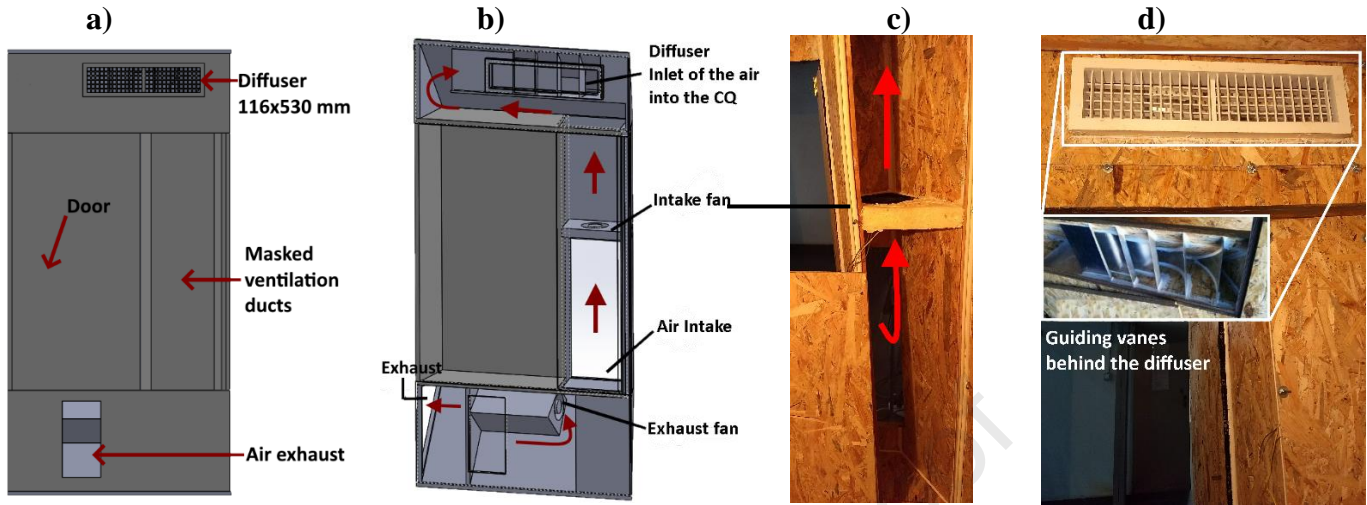 a)
b)
c)
d)
Diffuser
116x530 mm
Door
Masked
ventilation
ducts
Air exhaust
Diffuser
Inlet of the air
into the CQ
Intake fan
Air Intake
Exhaust
Exhaust fan
Guiding vanes
behind the diffuser